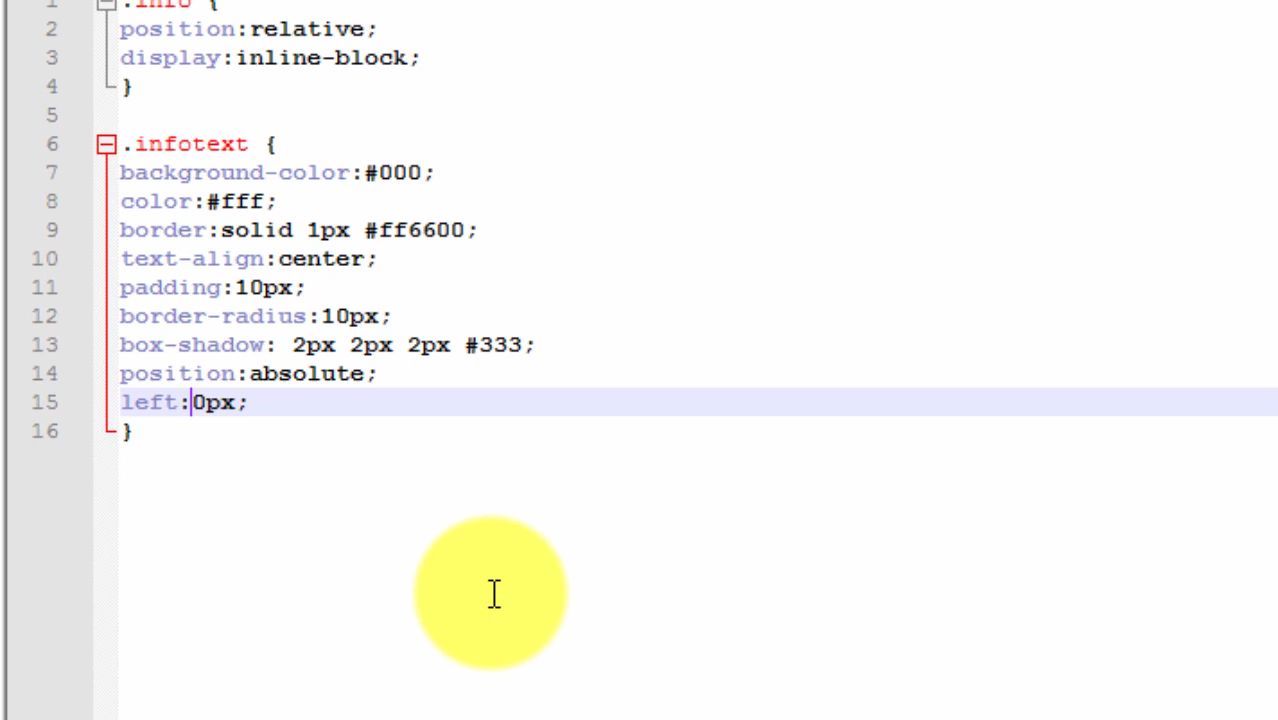 1 .info {
2 position:relative;
3 display:inline-block;
4 }
5
6 .infotext {
7 background-color:#000;
8 color:#fff;
9 border:solid 1px #ff6600;
10 text-align:center;
11 padding:10px;
12 border-radius:10px;
13 box-shadow: 2px 2px 2px #333;
14 position:absolute;
15 left:0px;
16 }